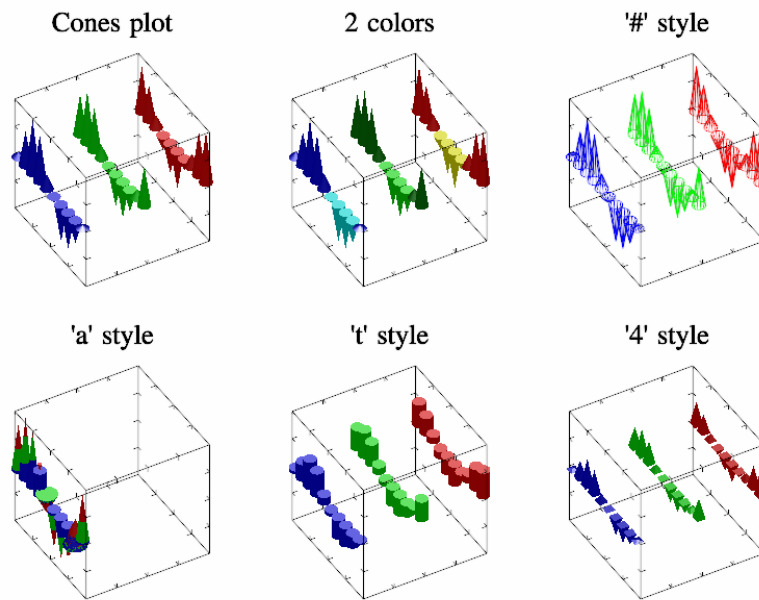 Cones plot
2 colors
'#' style
'a' style
't' style
'4' style